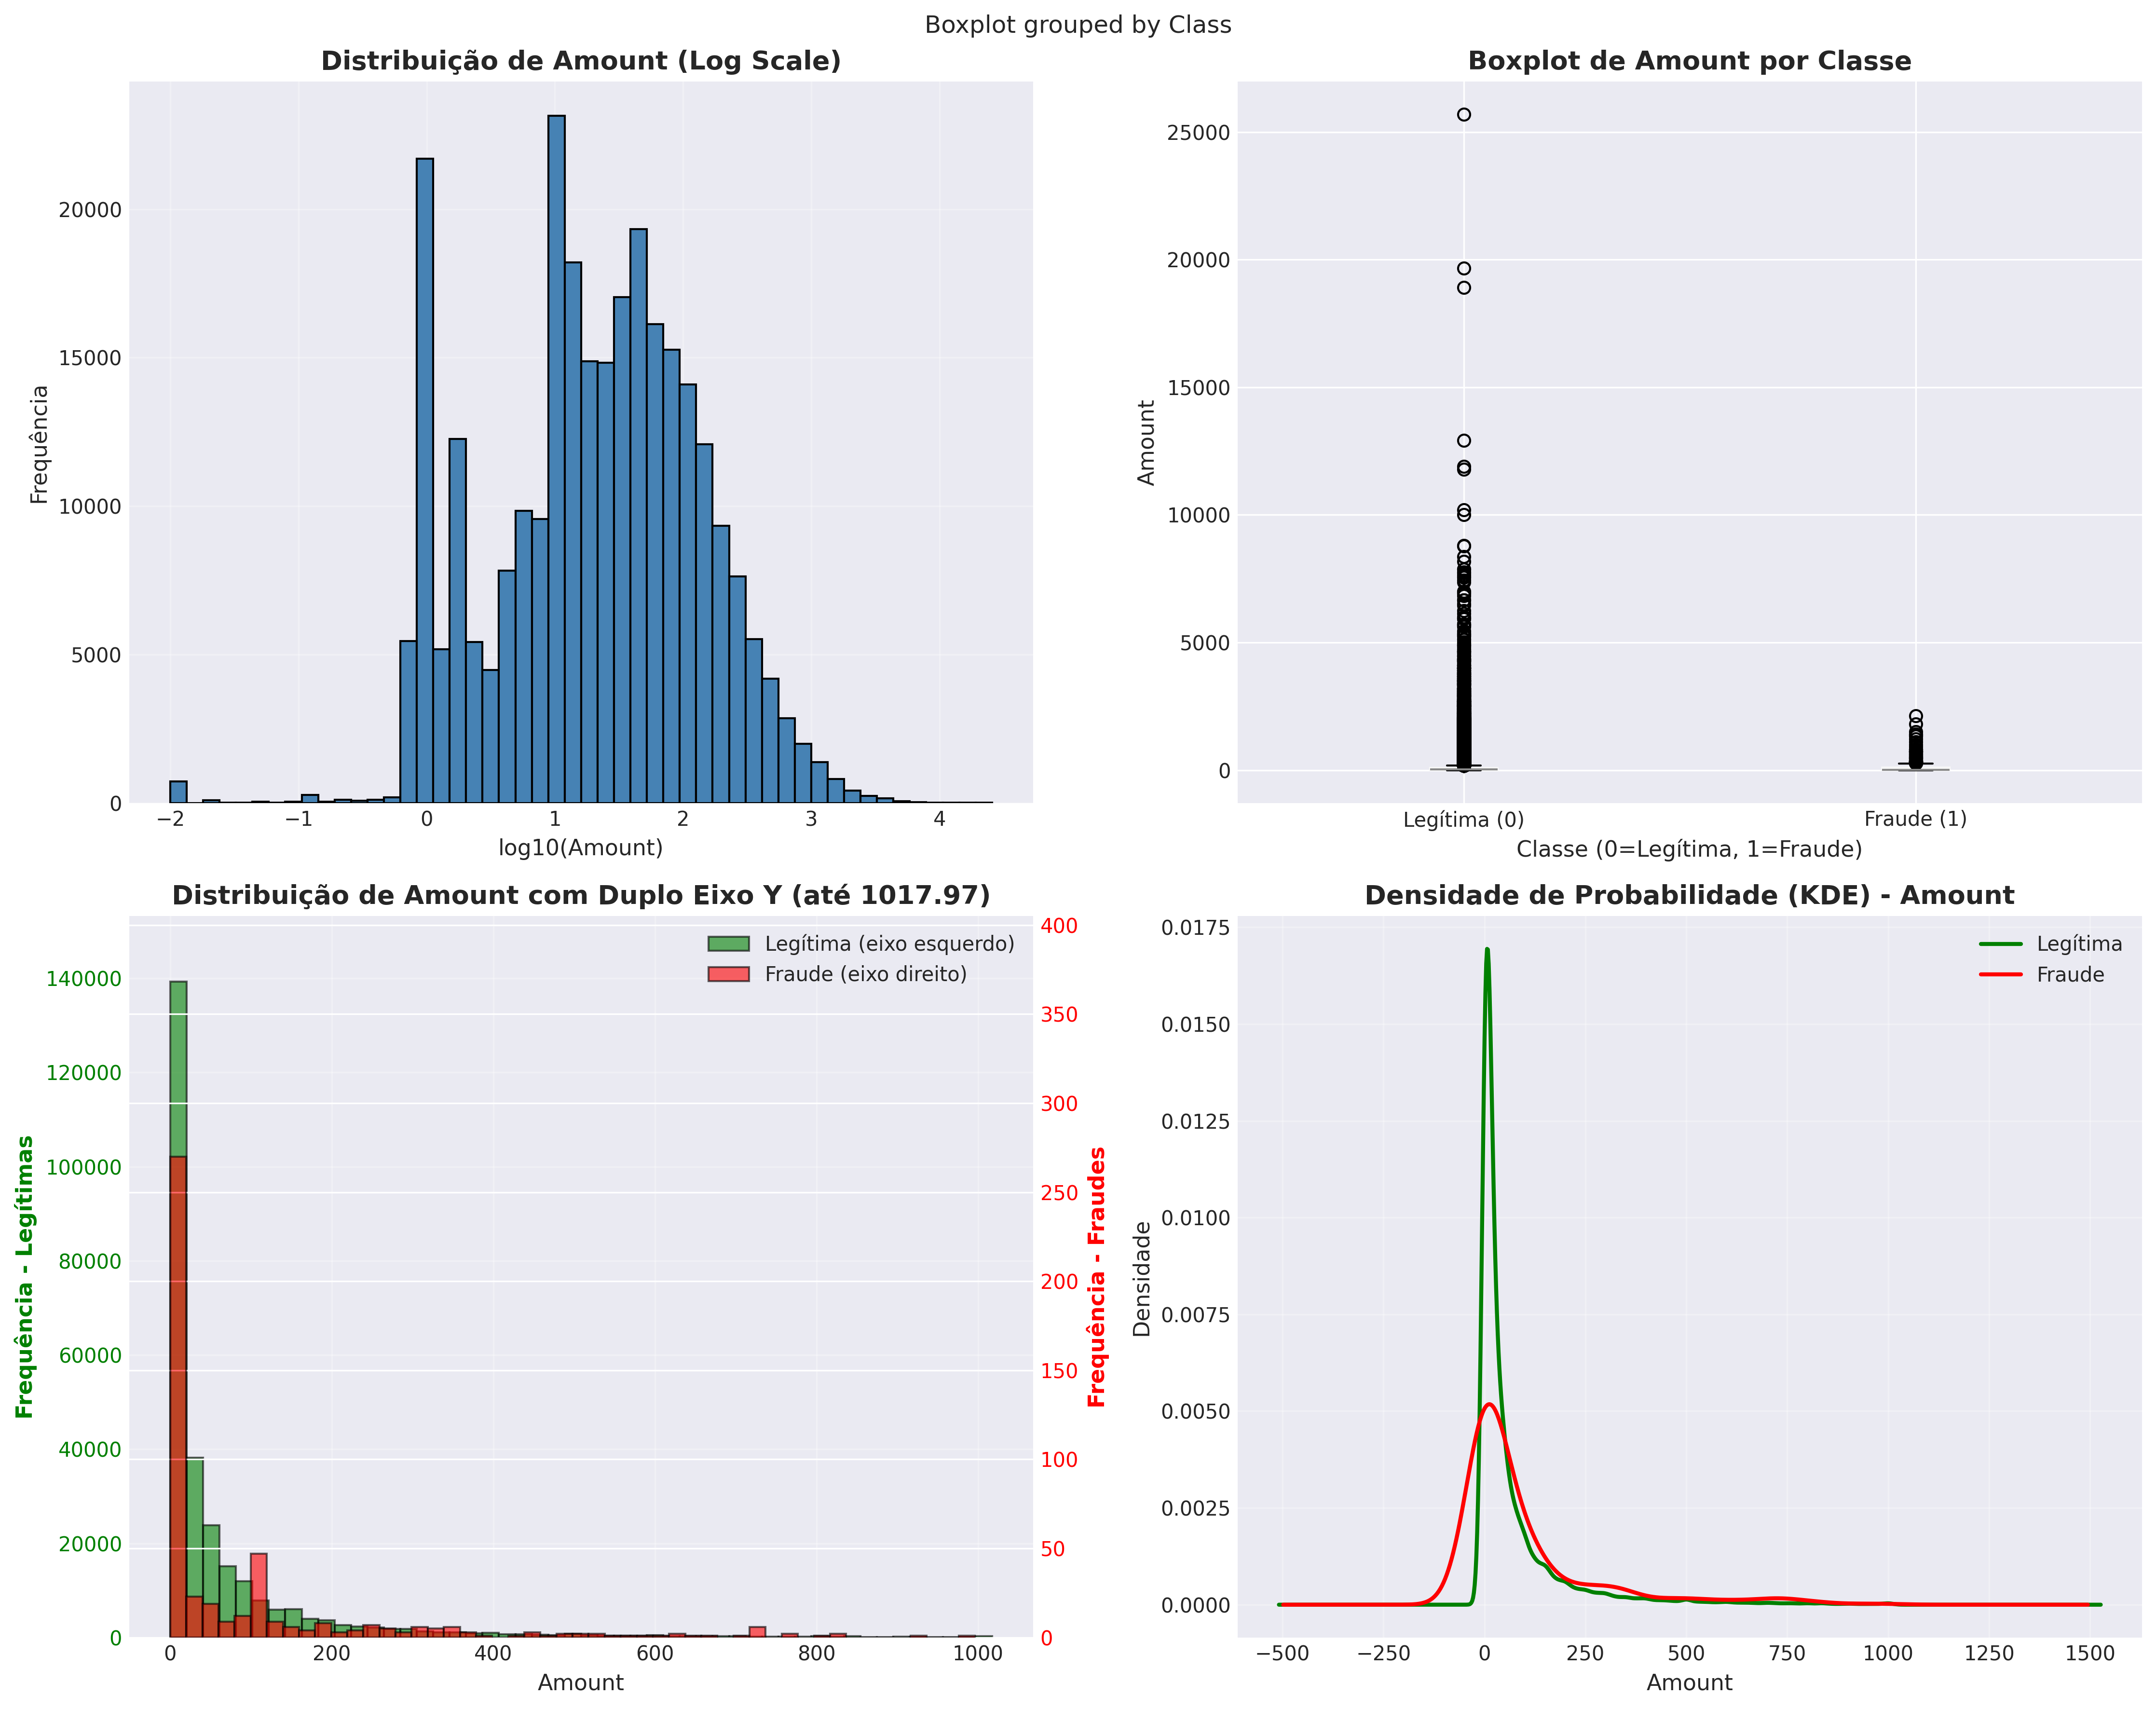 Boxplot grouped by Class
Distribuição de Amount (Log Scale)
Frequência
20000
15000
10000
5000
0
−2 −1 0 1 2 3 4
log10(Amount)
Boxplot de Amount por Classe
Amount
25000
20000
15000
10000
5000
0
Legítima (0) Fraude (1)
Classe (0=Legítima, 1=Fraude)
Distribuição de Amount com Duplo Eixo Y (até 1017.97)
Legítima (eixo esquerdo)
Fraude (eixo direito)
Frequência - Legítimas
140000
120000
100000
80000
60000
40000
20000
0
400
350
300
250
200
150
100
50
0
Frequência - Fraudes
0 200 400 600 800 1000
Amount
Densidade de Probabilidade (KDE) - Amount
Legítima
Fraude
Densidade
0.0175
0.0150
0.0125
0.0100
0.0075
0.0050
0.0025
0.0000
−500 −250 0 250 500 750 1000 1250 1500
Amount